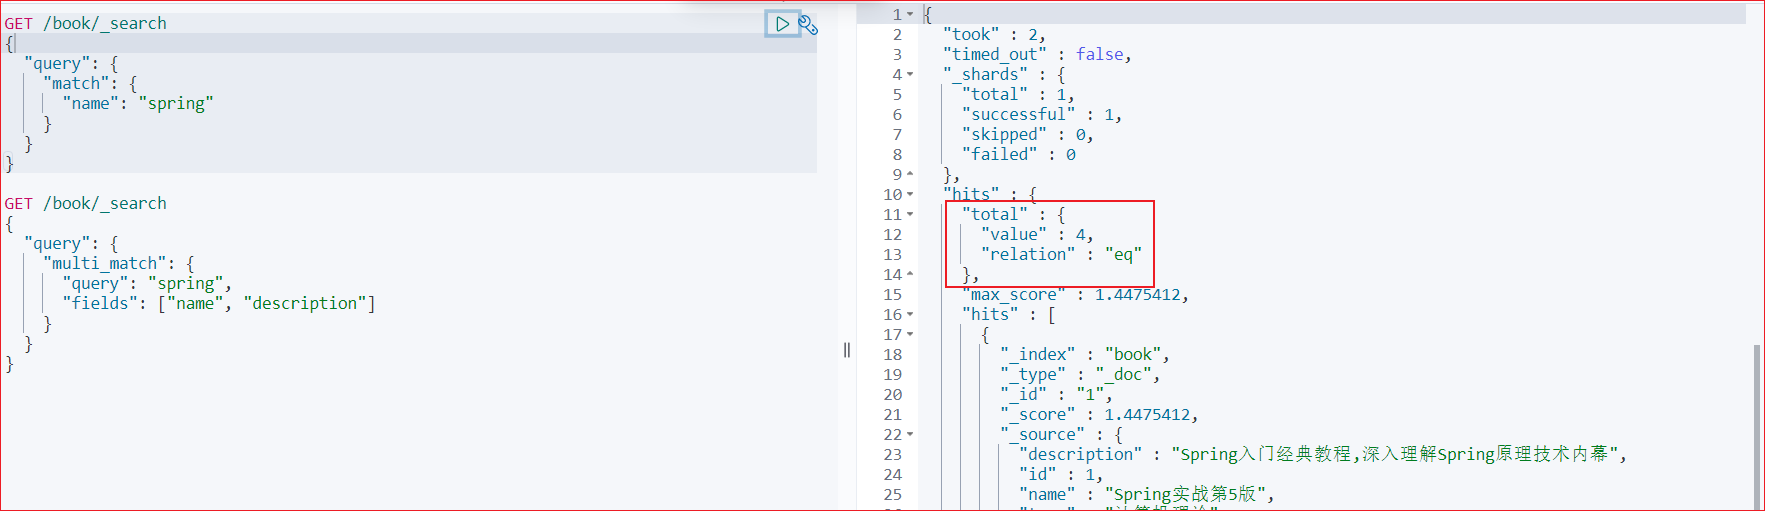 GET /book/_search
{
  "query": {
    "match": {
      "name": "spring"
    }
  }
}
GET /book/_search
{
  "query": {
    "multi_match": {
      "query": "spring",
      "fields": ["name", "description"]
    }
  }
}
1 {
2   "took" : 2,
3   "timed_out" : false,
4   "_shards" : {
5     "total" : 1,
6     "successful" : 1,
7     "skipped" : 0,
8     "failed" : 0
9   },
10   "hits" : {
11     "total" : {
12       "value" : 4,
13       "relation" : "eq"
14     },
15     "max_score" : 1.4475412,
16     "hits" : [
17       {
18         "_index" : "book",
19         "_type" : "_doc",
20         "_id" : "1",
21         "_score" : 1.4475412,
22         "_source" : {
23           "description" : "Spring入门经典教程,深入理解Spring原理技术内幕",
24           "id" : 1,
25           "name" : "Spring实战第5版",